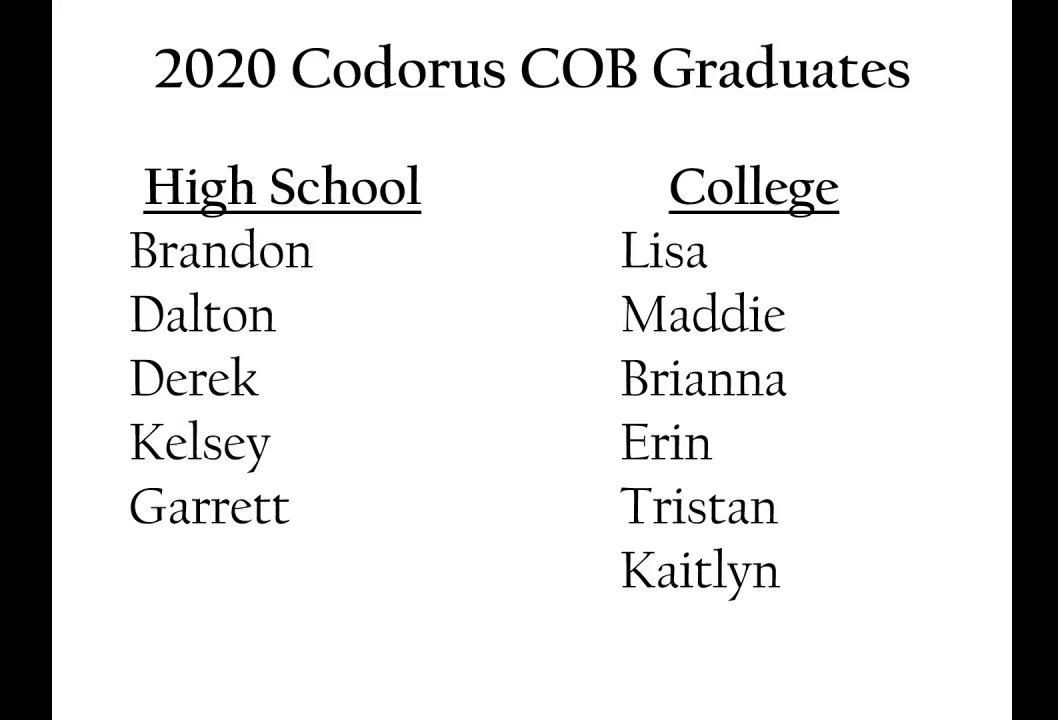 2020 Codorus COB Graduates
High School
Brandon
Dalton
Derek
Kelsey
Garrett
College
Lisa
Maddie
Brianna
Erin
Tristan
Kaitlyn